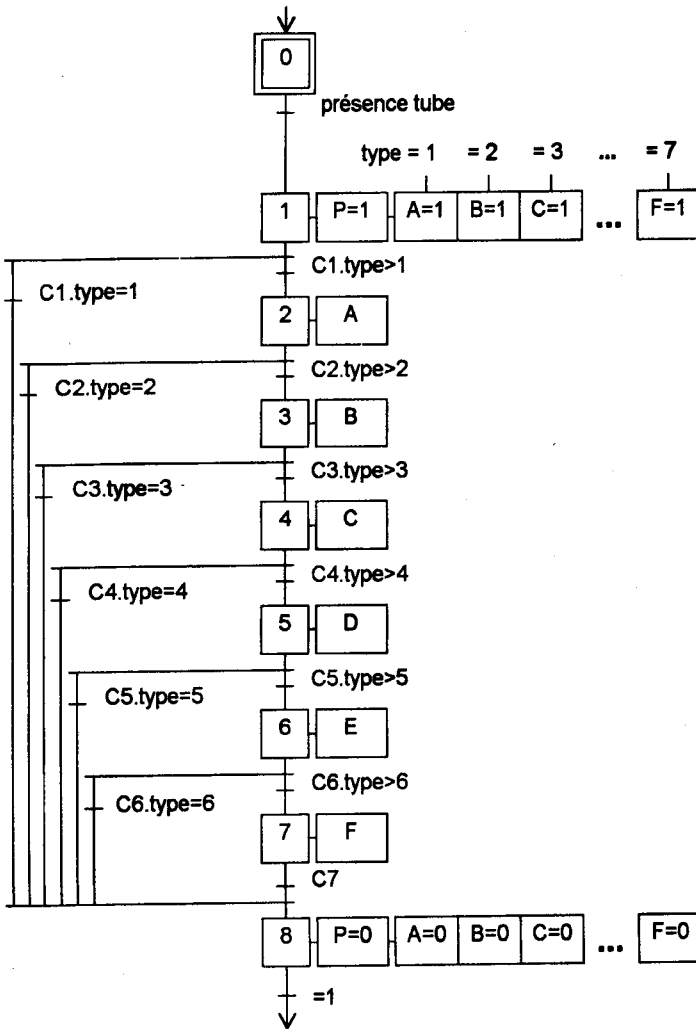 0
présence tube
type = 1 = 2 = 3 ... = 7
1 P=1 A=1 B=1 C=1 ... F=1
C1.type>1
C1.type=1
2 A
C2.type>2
C2.type=2
3 B
C3.type>3
C3.type=3
4 C
C4.type>4
C4.type=4
5 D
C5.type>5
C5.type=5
6 E
C6.type>6
C6.type=6
7 F
C7
8 P=0 A=0 B=0 C=0 ... F=0
=1